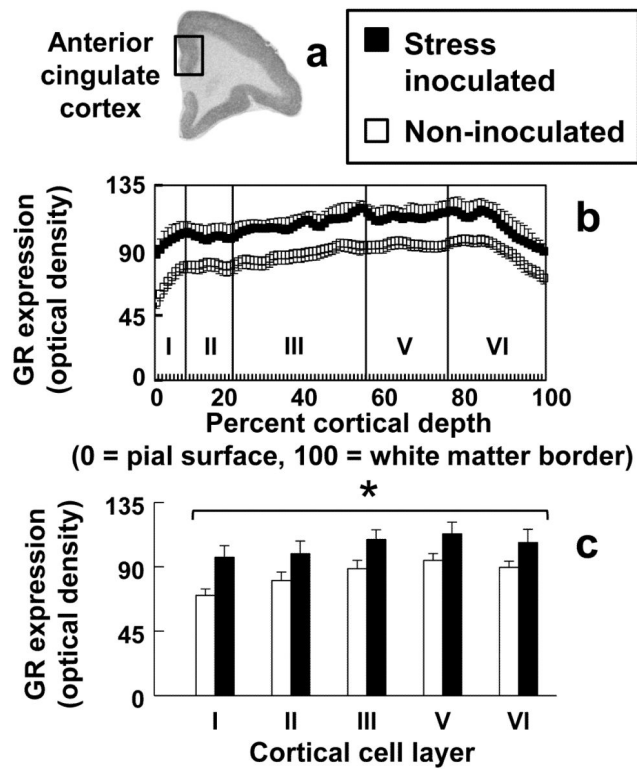 Anterior
cingulate
cortex
a
Stress
inoculated
Non-inoculated
b
GR expression
(optical density)
135
90
45
0
I II III V VI
0 20 40 60 80 100
Percent cortical depth
(0 = pial surface, 100 = white matter border)
c
GR expression
(optical density)
135
90
45
0
*
I II III V VI
Cortical cell layer